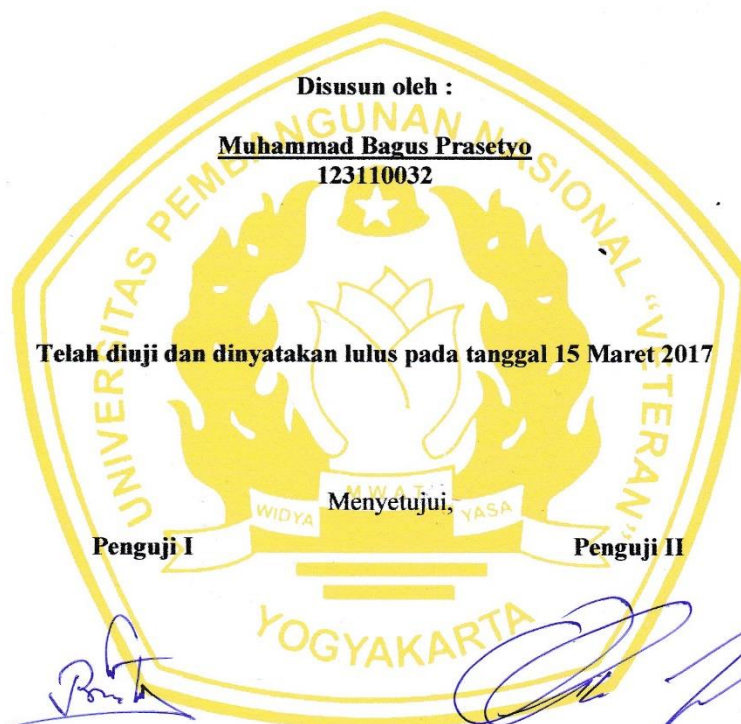 Disusun oleh :
Muhammad Bagus Prasetyo
123110032
UNIVERSITAS PEMBANGUNAN NASIONAL "VETERAN"
Telah diuji dan dinyatakan lulus pada tanggal 15 Maret 2017
WIDYA MWAT YASA
Menyetujui,
Penguji I Penguji II
YOGYAKARTA